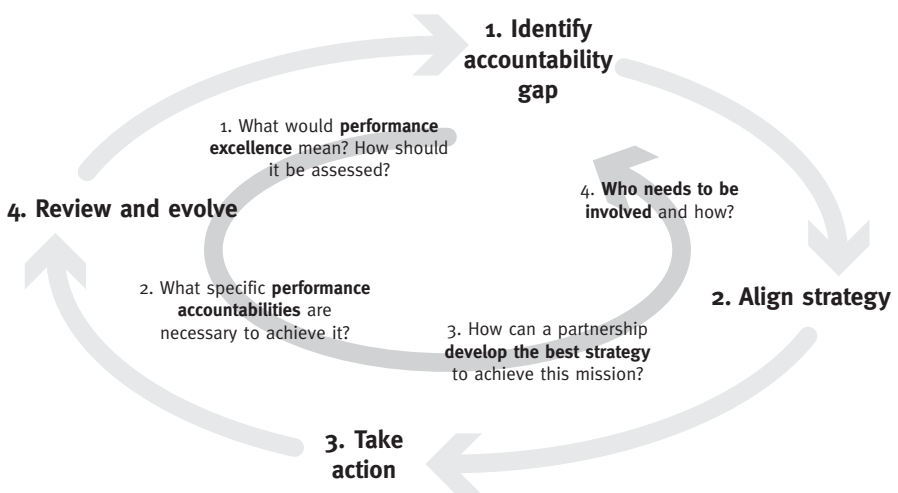 1. Identify
accountability
gap
1. What would performance
excellence mean? How should
it be assessed?
4. Who needs to be
involved and how?
4. Review and evolve
2. What specific performance
accountabilities are
necessary to achieve it?
2. Align strategy
3. How can a partnership
develop the best strategy
to achieve this mission?
3. Take
action